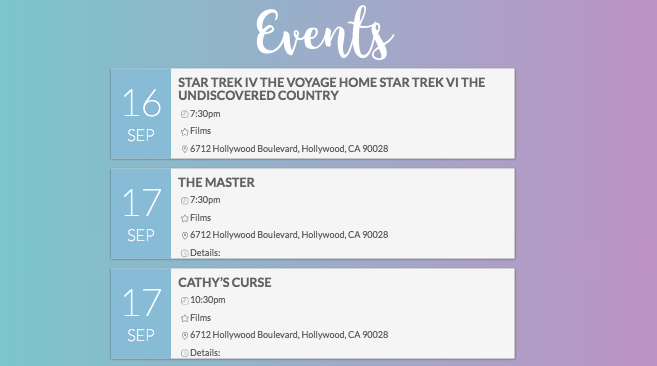 Events
16
SEP
STAR TREK IV THE VOYAGE HOME STAR TREK VI THE
UNDISCOVERED COUNTRY
7:30pm
Films
6712 Hollywood Boulevard, Hollywood, CA 90028
17
SEP
THE MASTER
7:30pm
Films
6712 Hollywood Boulevard, Hollywood, CA 90028
Details:
17
SEP
CATHY'S CURSE
10:30pm
Films
6712 Hollywood Boulevard, Hollywood, CA 90028
Details: